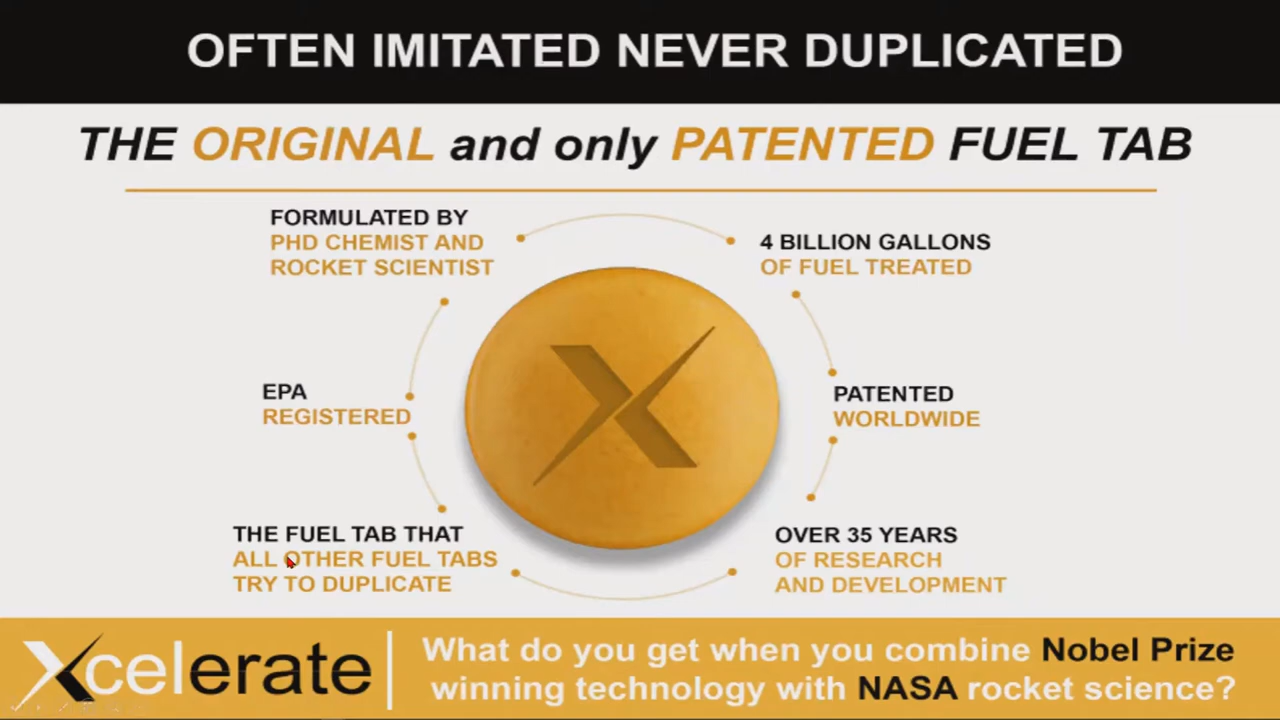 OFTEN IMITATED NEVER DUPLICATED
THE ORIGINAL and only PATENTED FUEL TAB
FORMULATED BY
PHD CHEMIST AND
ROCKET SCIENTIST
4 BILLION GALLONS
OF FUEL TREATED
EPA
REGISTERED
PATENTED
WORLDWIDE
THE FUEL TAB THAT
ALL OTHER FUEL TABS
TRY TO DUPLICATE
OVER 35 YEARS
OF RESEARCH
AND DEVELOPMENT
Xcelerate
What do you get when you combine Nobel Prize
winning technology with NASA rocket science?